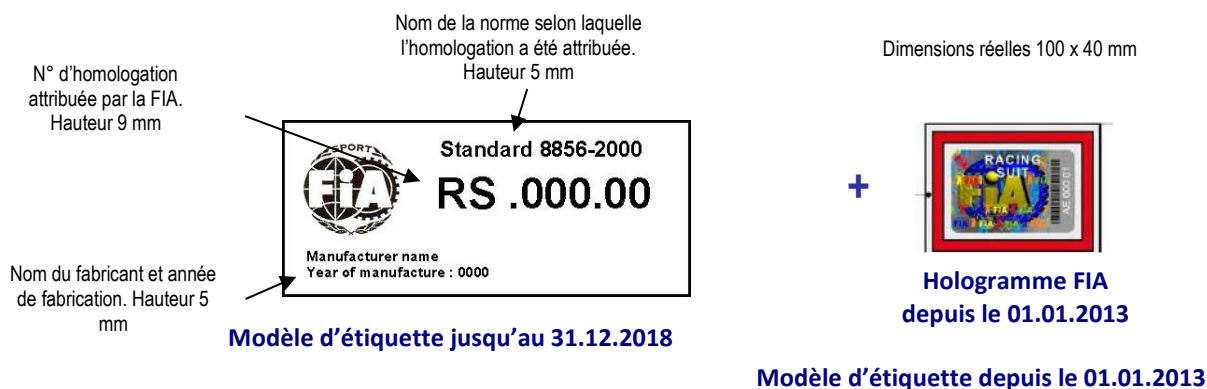 Nom de la norme selon laquelle
l'homologation a été attribuée.
Hauteur 5 mm
Dimensions réelles 100 x 40 mm
N° d'homologation
attribuée par la FIA.
Hauteur 9 mm
SPORT
FiA
Standard 8856-2000
RS .000.00
Manufacturer name
Year of manufacture : 0000
Nom du fabricant et année
de fabrication. Hauteur 5
mm
+
RACING
SUIT
FiA
AE 000 01
Hologramme FIA
depuis le 01.01.2013
Modèle d'étiquette jusqu'au 31.12.2018
Modèle d'étiquette depuis le 01.01.2013